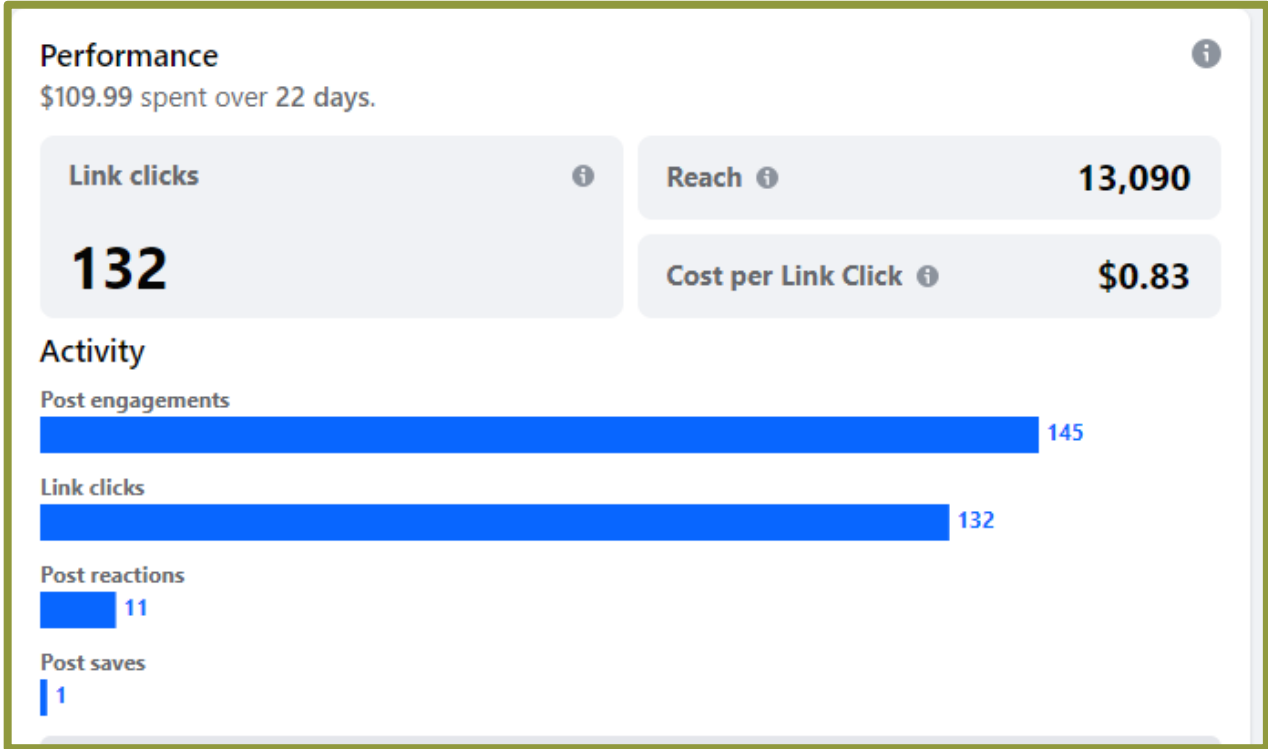 Performance
$109.99 spent over 22 days.
Link clicks
132
Reach 13,090
Cost per Link Click $0.83
Activity
Post engagements
145
Link clicks
132
Post reactions
11
Post saves
1